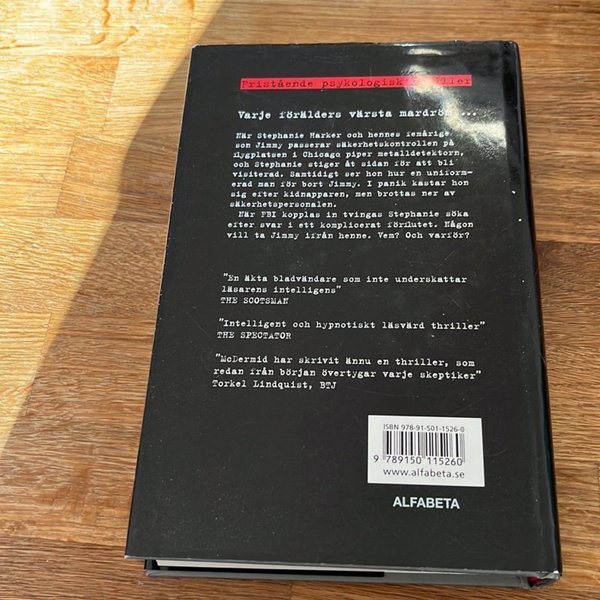 Fristående psykologisk
Varje förälders värsta mardröm ...
När Stephanie Harker och hennes femårige
son Jimmy passerar säkerhetskontrollen på
flygplatsen i Chicago piper metalldetektorn,
och Stephanie stiger åt sidan för att bli
visiterad. Samtidigt ser hon hur en uniform-
erad man för bort Jimmy. I panik kastar hon
sig efter kidnapparen, men brottas ner av
säkerhetspersonalen.
När FBI kopplas in tvingas Stephanie söka
efter svar i ett komplicerat förflutet. Någon
vill ta Jimmy ifrån henne. Vem? Och varför?
"En äkta bladvändare som inte underskattar
läsarens intelligens"
THE SCOTSMAN
"Intelligent och hypnotiskt läsvärd thriller"
THE SPECTATOR
"McDermid har skrivit ännu en thriller, som
redan från början övertygar varje skeptiker"
Torkel Lindquist, BTJ
ISBN 978-91-501-1526-0
9 789150 115260
www.alfabeta.se
ALFABETA